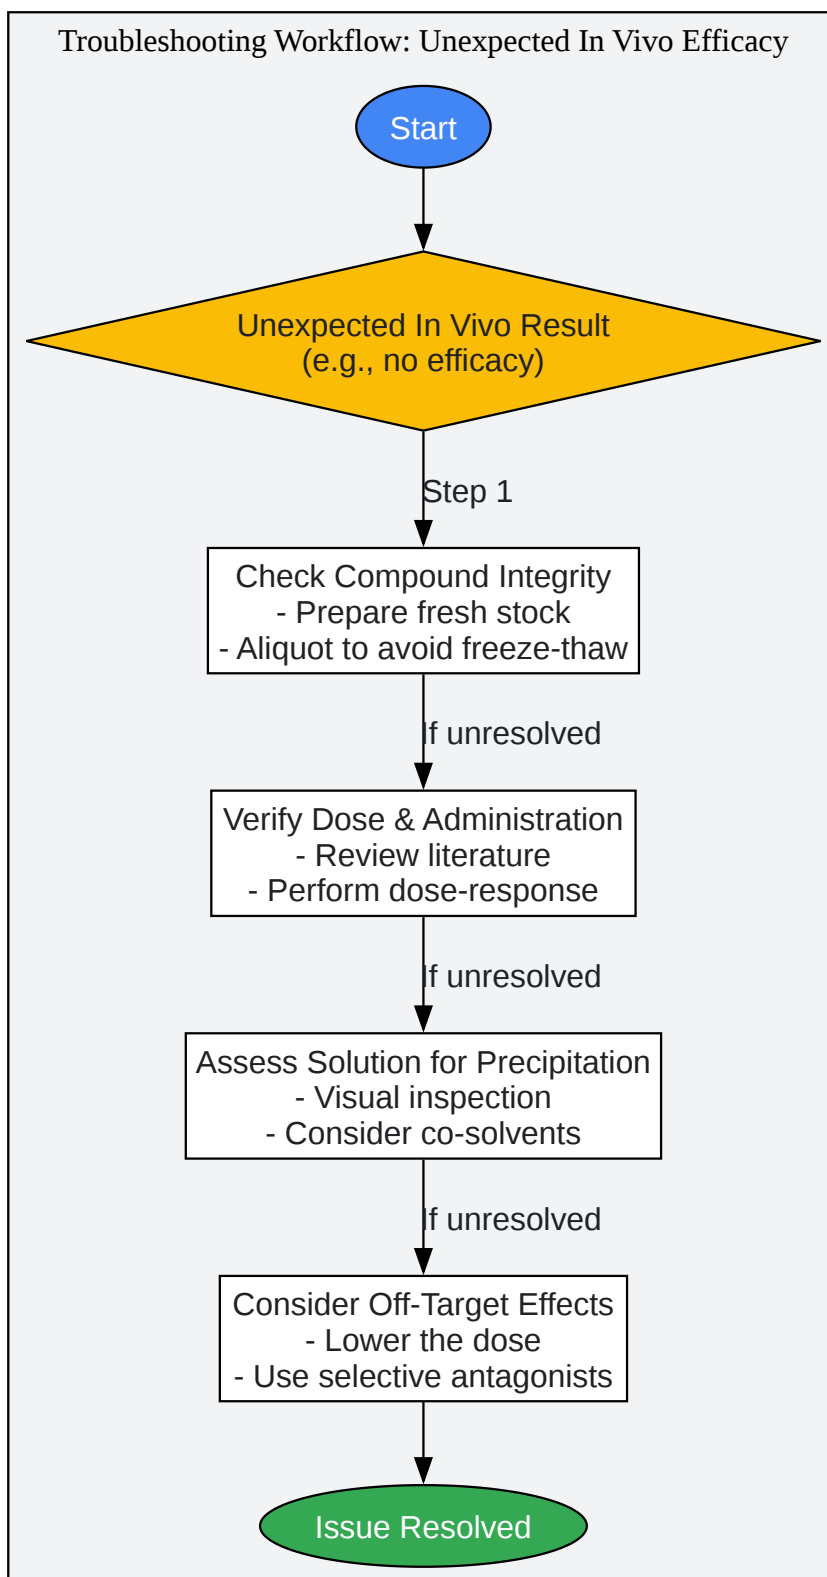 Troubleshooting Workflow: Unexpected In Vivo Efficacy
Start
Unexpected In Vivo Result
(e.g., no efficacy)
Step 1
Check Compound Integrity
- Prepare fresh stock
- Aliquot to avoid freeze-thaw
If unresolved
Verify Dose & Administration
- Review literature
- Perform dose-response
If unresolved
Assess Solution for Precipitation
- Visual inspection
- Consider co-solvents
If unresolved
Consider Off-Target Effects
- Lower the dose
- Use selective antagonists
Issue Resolved